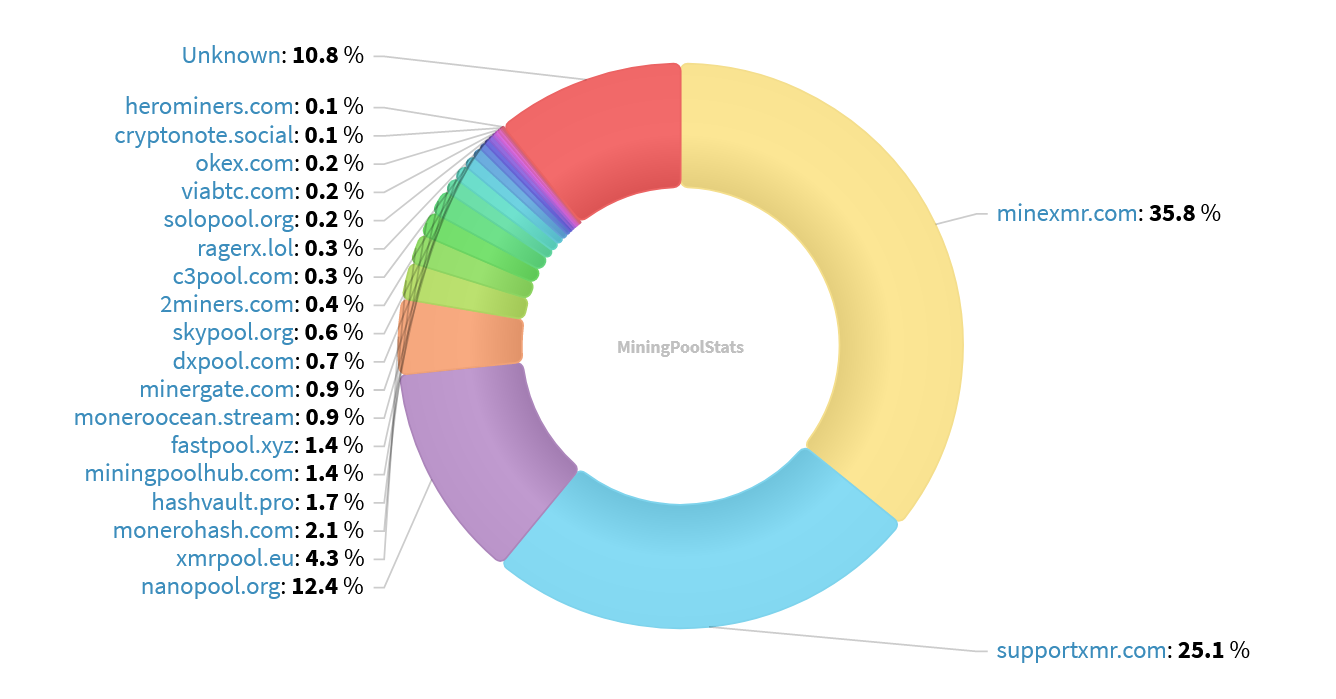 Unknown: 10.8 %
herominers.com: 0.1 %
cryptonote.social: 0.1 %
okex.com: 0.2 %
viabtc.com: 0.2 %
solopool.org: 0.2 %
ragerx.lol: 0.3 %
c3pool.com: 0.3 %
2miners.com: 0.4 %
skypool.org: 0.6 %
dxpool.com: 0.7 %
minergate.com: 0.9 %
moneroocean.stream: 0.9 %
fastpool.xyz: 1.4 %
miningpoolhub.com: 1.4 %
hashvault.pro: 1.7 %
monerohash.com: 2.1 %
xmrpool.eu: 4.3 %
nanopool.org: 12.4 %
MiningPoolStats
minexmr.com: 35.8 %
supportxmr.com: 25.1 %